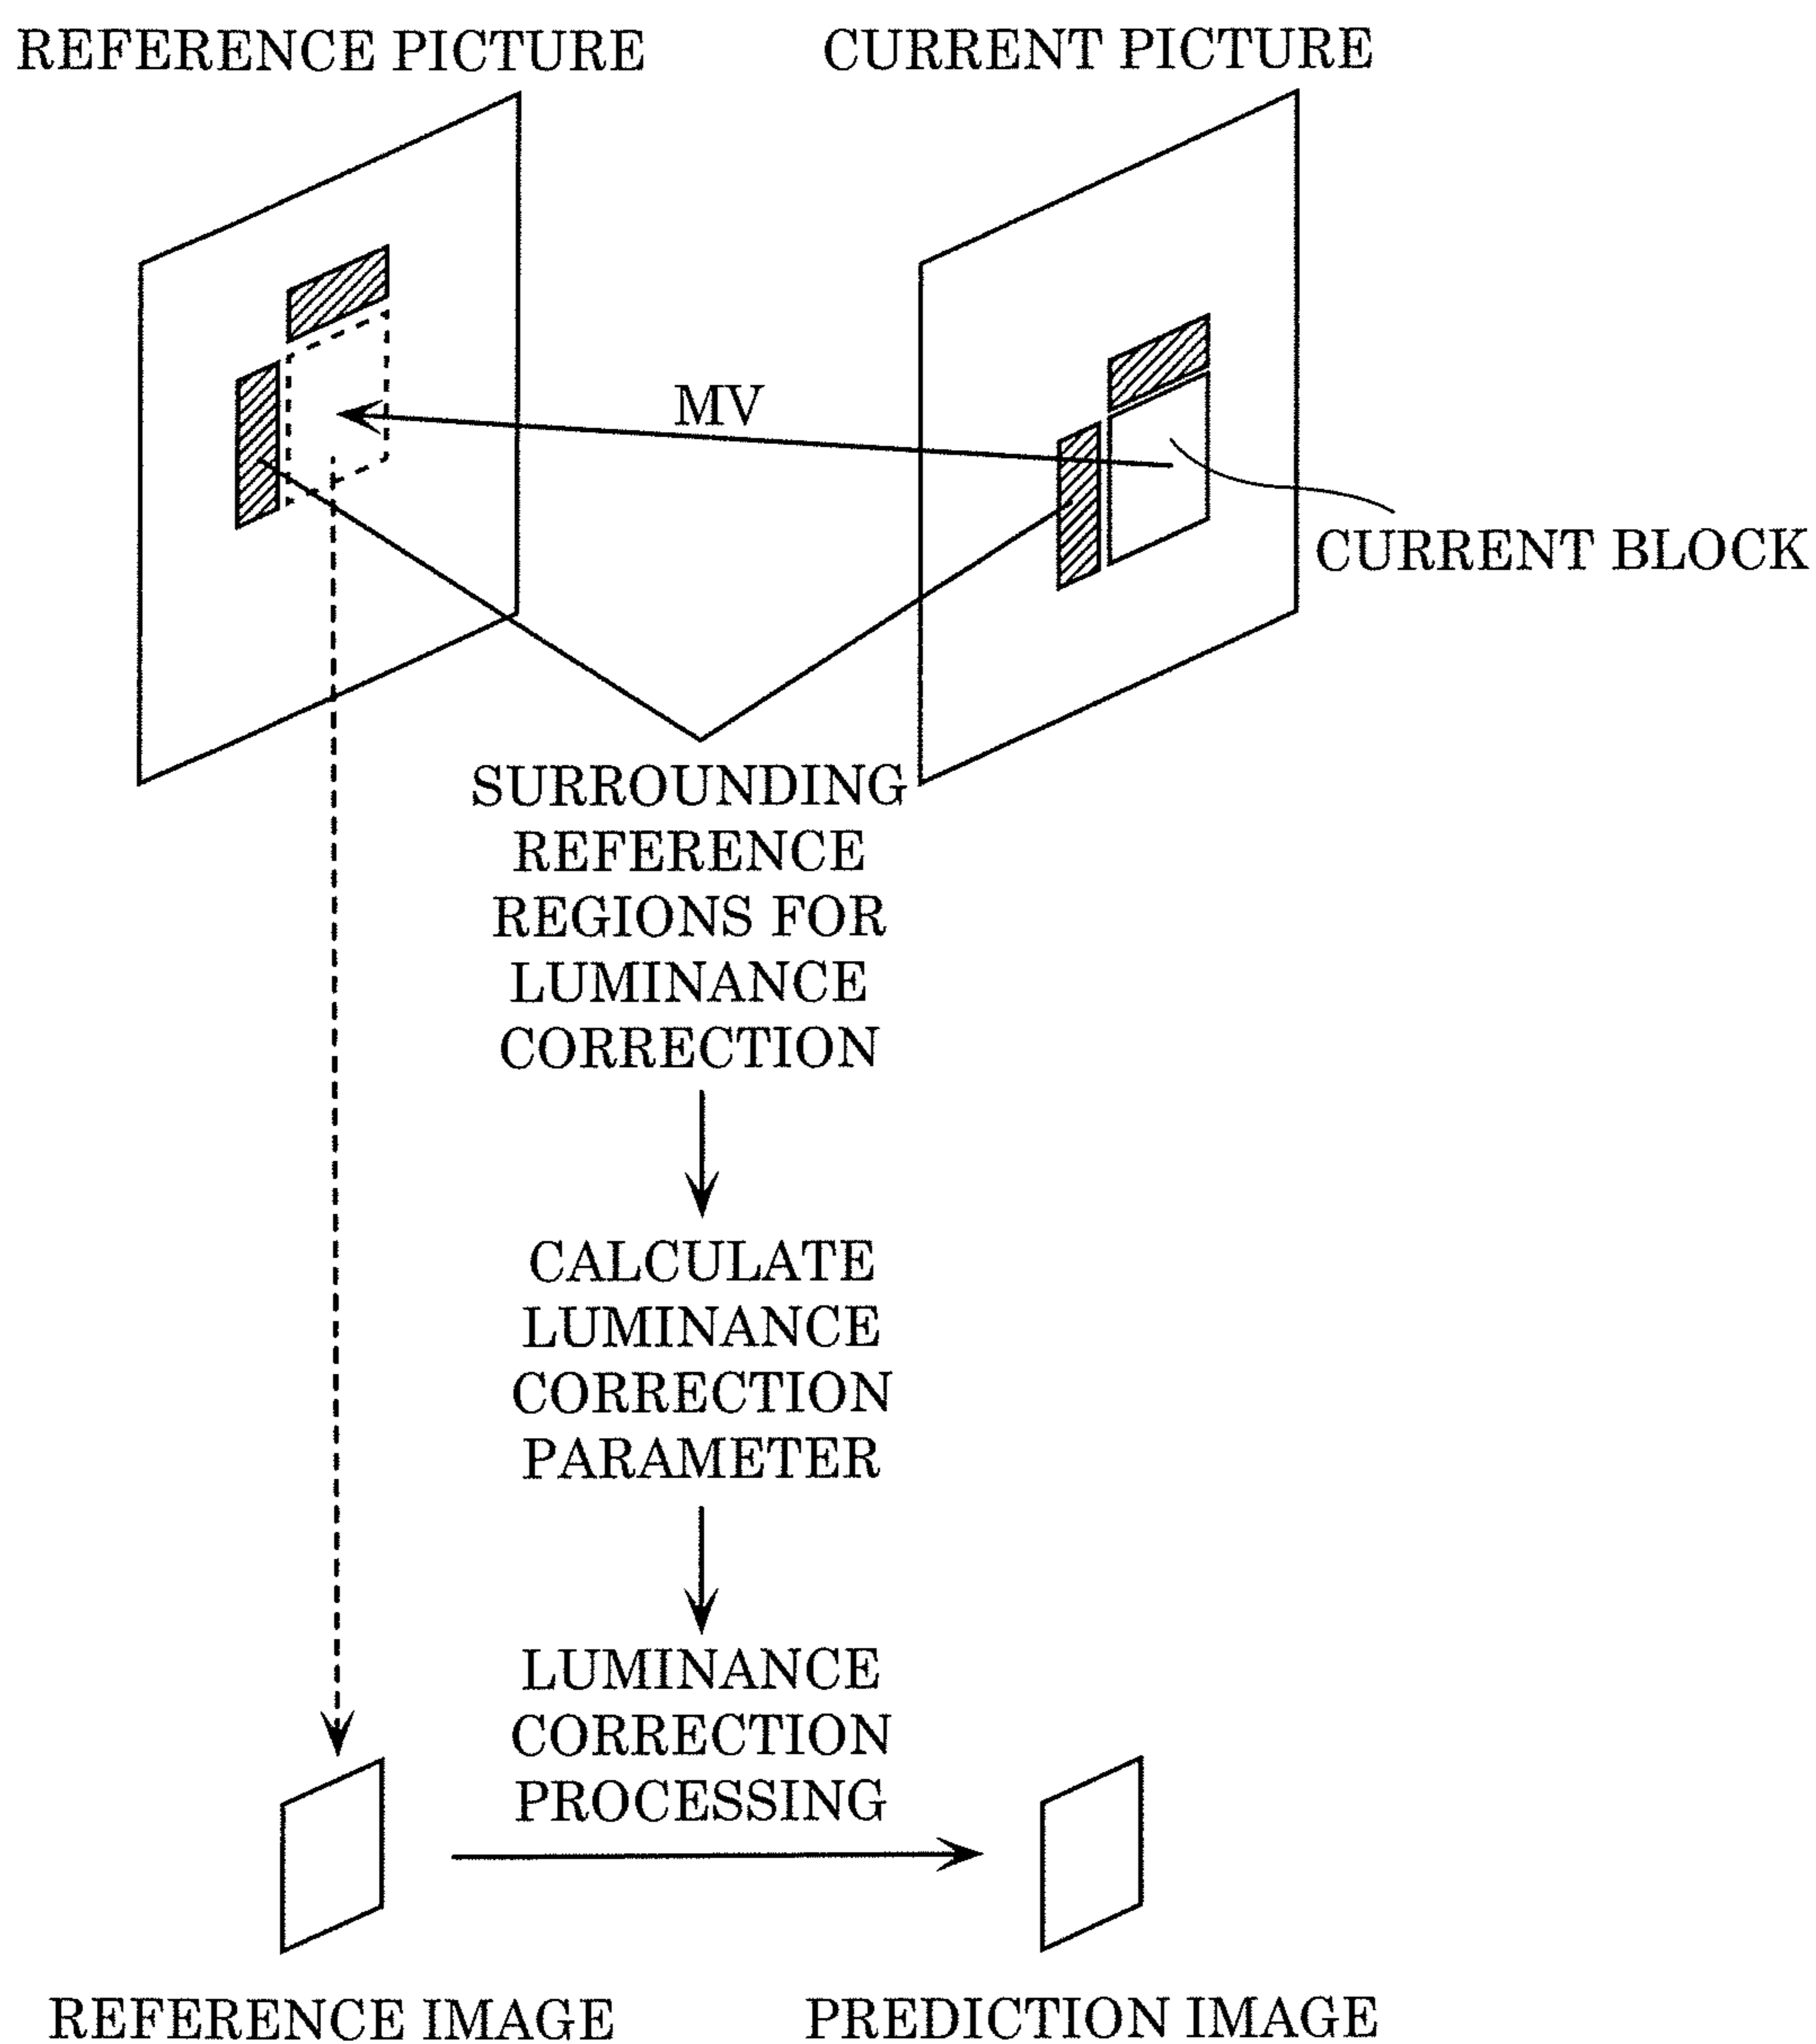 REFERENCE PICTURE
CURRENT PICTURE
MV
CURRENT BLOCK
SURROUNDING
REFERENCE
REGIONS FOR
LUMINANCE
CORRECTION
CALCULATE
LUMINANCE
CORRECTION
PARAMETER
LUMINANCE
CORRECTION
PROCESSING
REFERENCE IMAGE
PREDICTION IMAGE